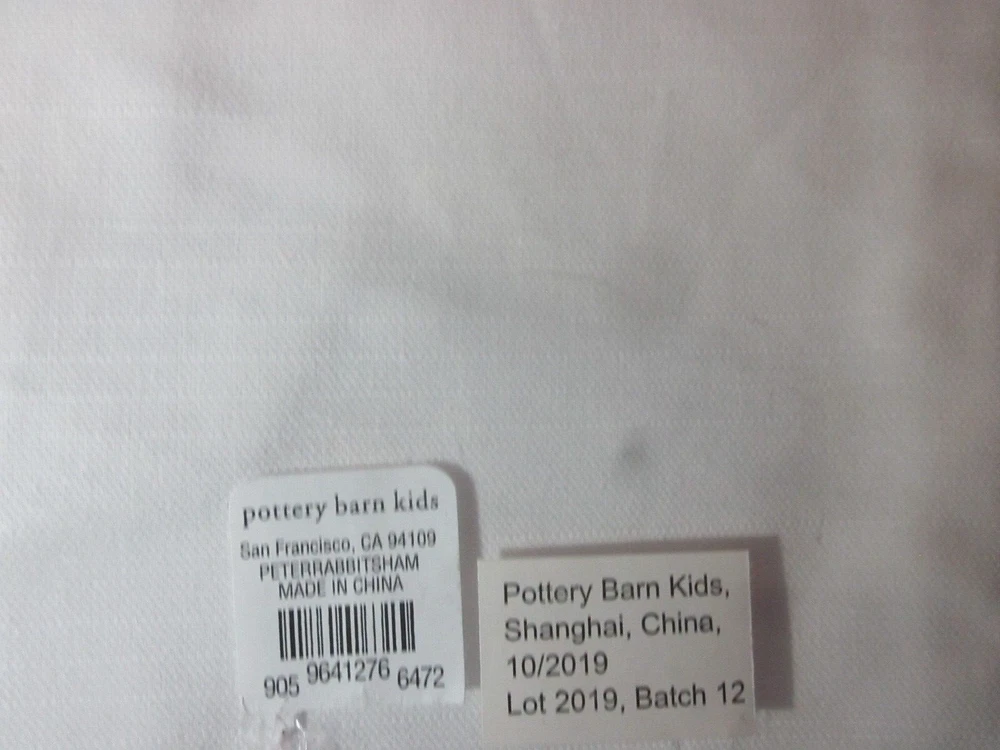 pottery barn kids
San Francisco, CA 94109
PETERRABBITSHAM
MADE IN CHINA
905 9641276 6472
Pottery Barn Kids,
Shanghai, China,
10/2019
Lot 2019, Batch 12